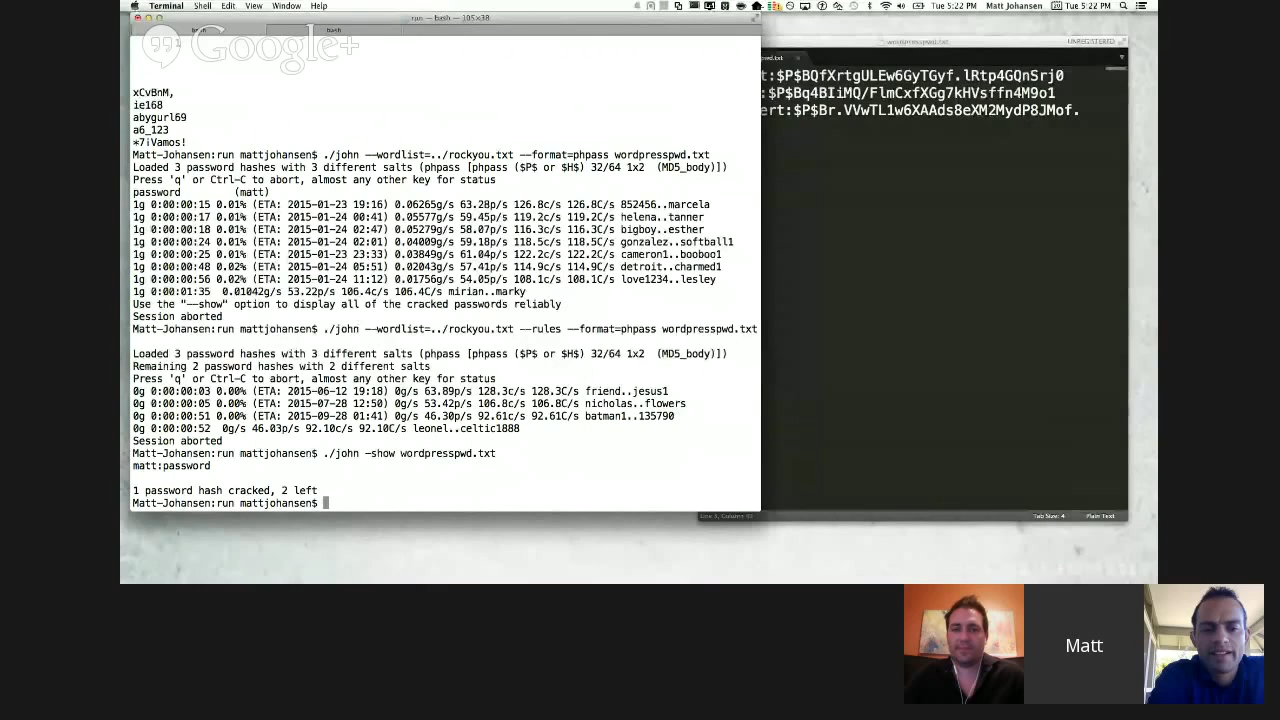 Terminal Shell Edit View Window Help
Tue 5:22 PM Matt Johansen Tue 5:22 PM
run — bash — 105×38
bash bash
Google+
xCvBnM,
ie168
abygurl69
a6_123
*7¡Vamos!
Matt-Johansen:run mattjohansen$ ./john --wordlist=../rockyou.txt --format=phpass wordpresspwd.txt
Loaded 3 password hashes with 3 different salts (phpass [phpass ($P$ or $H$) 32/64 1x2 (MD5_body)])
Press 'q' or Ctrl-C to abort, almost any other key for status
password (matt)
1g 0:00:00:15 0.01% (ETA: 2015-01-23 19:16) 0.06265g/s 63.28p/s 126.8c/s 126.8C/s 852456..marcela
1g 0:00:00:17 0.01% (ETA: 2015-01-24 00:41) 0.05577g/s 59.45p/s 119.2c/s 119.2C/s helena..tanner
1g 0:00:00:18 0.01% (ETA: 2015-01-24 02:47) 0.05279g/s 58.07p/s 116.3c/s 116.3C/s bigboy..esther
1g 0:00:00:24 0.01% (ETA: 2015-01-24 02:01) 0.04009g/s 59.18p/s 118.5c/s 118.5C/s gonzalez..softball1
1g 0:00:00:25 0.01% (ETA: 2015-01-23 23:33) 0.03849g/s 61.04p/s 122.2c/s 122.2C/s cameron1..booboo1
1g 0:00:00:48 0.02% (ETA: 2015-01-24 05:51) 0.02043g/s 57.41p/s 114.9c/s 114.9C/s detroit..charmed1
1g 0:00:00:56 0.02% (ETA: 2015-01-24 11:12) 0.01756g/s 54.05p/s 108.1c/s 108.1C/s love1234..lesley
1g 0:00:01:35 0.01042g/s 53.22p/s 106.4c/s 106.4C/s mirian..marky
Use the "--show" option to display all of the cracked passwords reliably
Session aborted
Matt-Johansen:run mattjohansen$ ./john --wordlist=../rockyou.txt --rules --format=phpass wordpresspwd.txt
Loaded 3 password hashes with 3 different salts (phpass [phpass ($P$ or $H$) 32/64 1x2 (MD5_body)])
Remaining 2 password hashes with 2 different salts
Press 'q' or Ctrl-C to abort, almost any other key for status
0g 0:00:00:03 0.00% (ETA: 2015-06-12 19:18) 0g/s 63.89p/s 128.3c/s 128.3C/s friend..jesus1
0g 0:00:00:05 0.00% (ETA: 2015-07-28 12:50) 0g/s 53.42p/s 106.8c/s 106.8C/s nicholas..flowers
0g 0:00:00:51 0.00% (ETA: 2015-09-28 01:41) 0g/s 46.30p/s 92.61c/s 92.61C/s batman1..135790
0g 0:00:00:52 0g/s 46.03p/s 92.10c/s 92.10C/s leonel..celtic1888
Session aborted
Matt-Johansen:run mattjohansen$ ./john -show wordpresspwd.txt
matt:password
1 password hash cracked, 2 left
Matt-Johansen:run mattjohansen$
wordpresspwd.txt UNREGISTERED
pwd.txt
t:$P$BQfXrtgULEw6GyTGyf.lRtp4GQnSrj0
:$P$Bq4BIiMQ/FlmCxfXGg7kHVsffn4M9o1
ert:$P$Br.VVwTL1w6XAAds8eXM2MydP8JMof.
Tab Size: 4 Plain Text
Matt